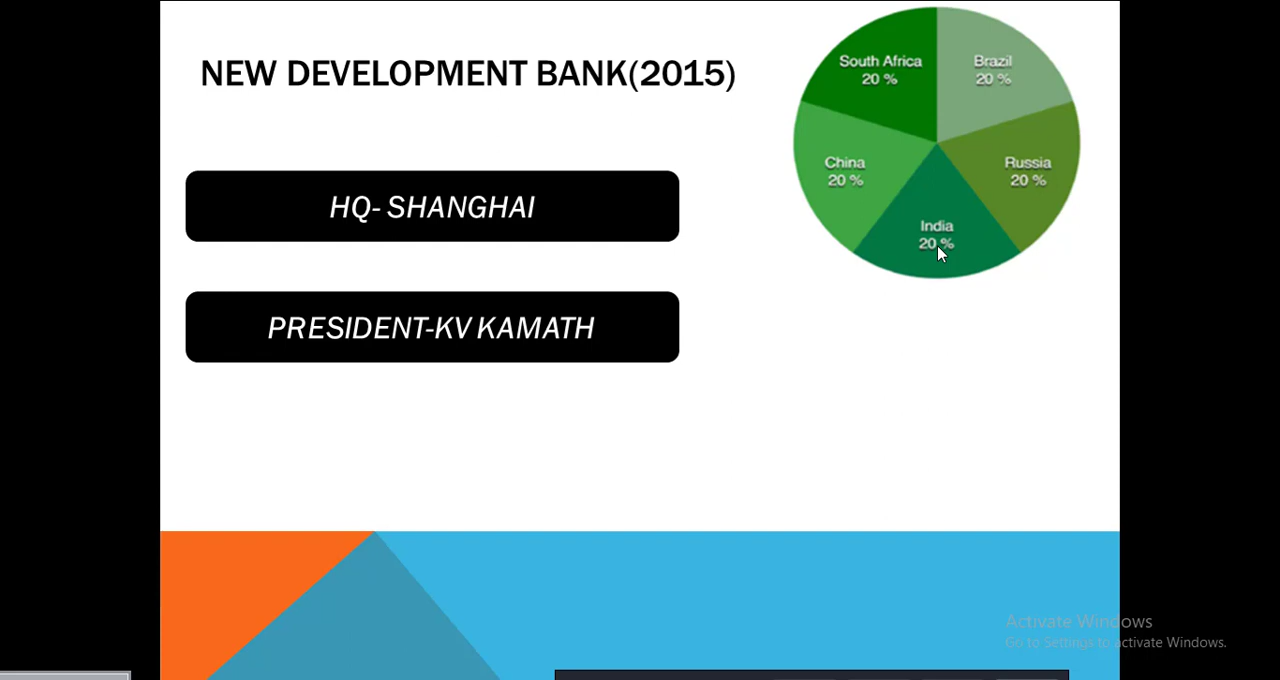 NEW DEVELOPMENT BANK(2015)
HQ- SHANGHAI
PRESIDENT-KV KAMATH
South Africa
20 %
Brazil
20 %
China
20 %
Russia
20 %
India
20 %
Activate Windows
Go to Settings to activate Windows.